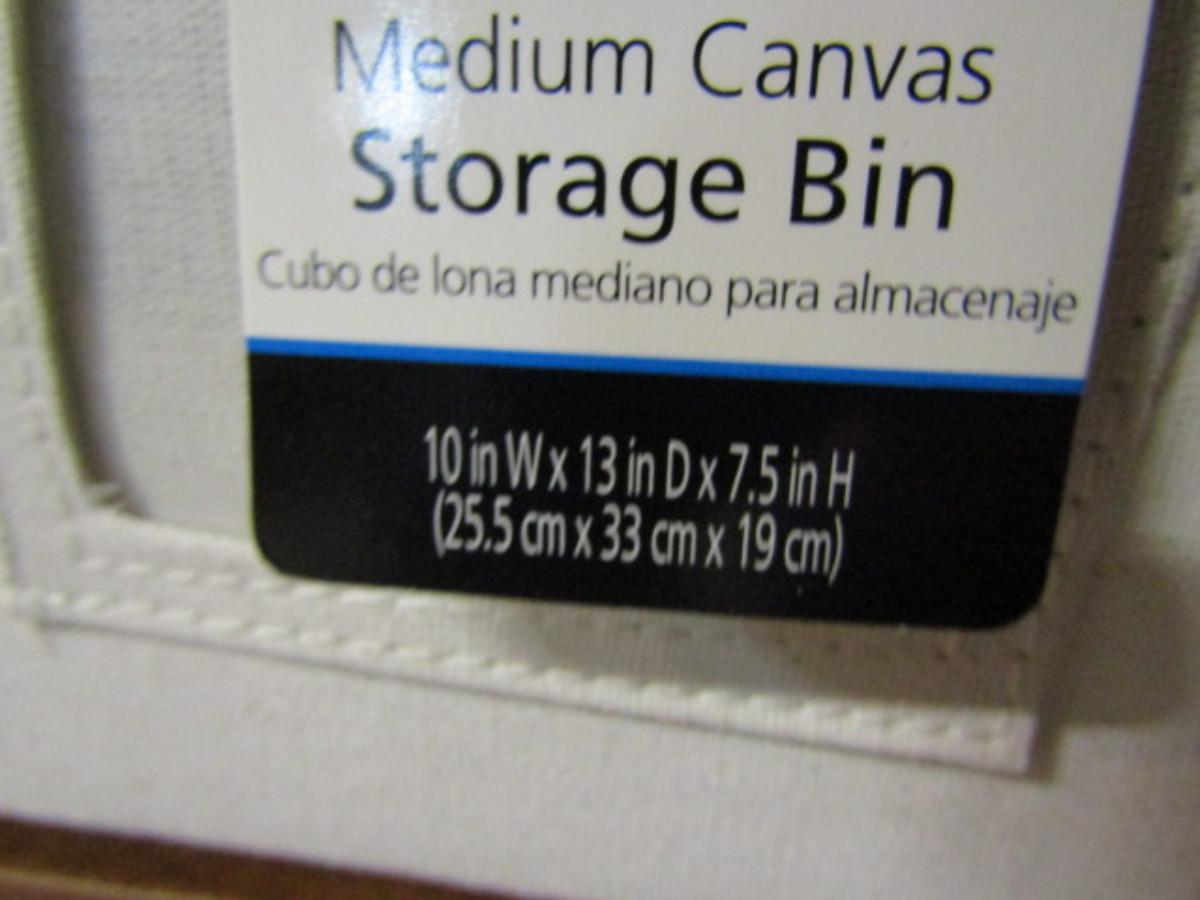 Medium Canvas
Storage Bin
Cubo de lona mediano para almacenaje
10 in W x 13 in D x 7.5 in H
(25.5 cm x 33 cm x 19 cm)